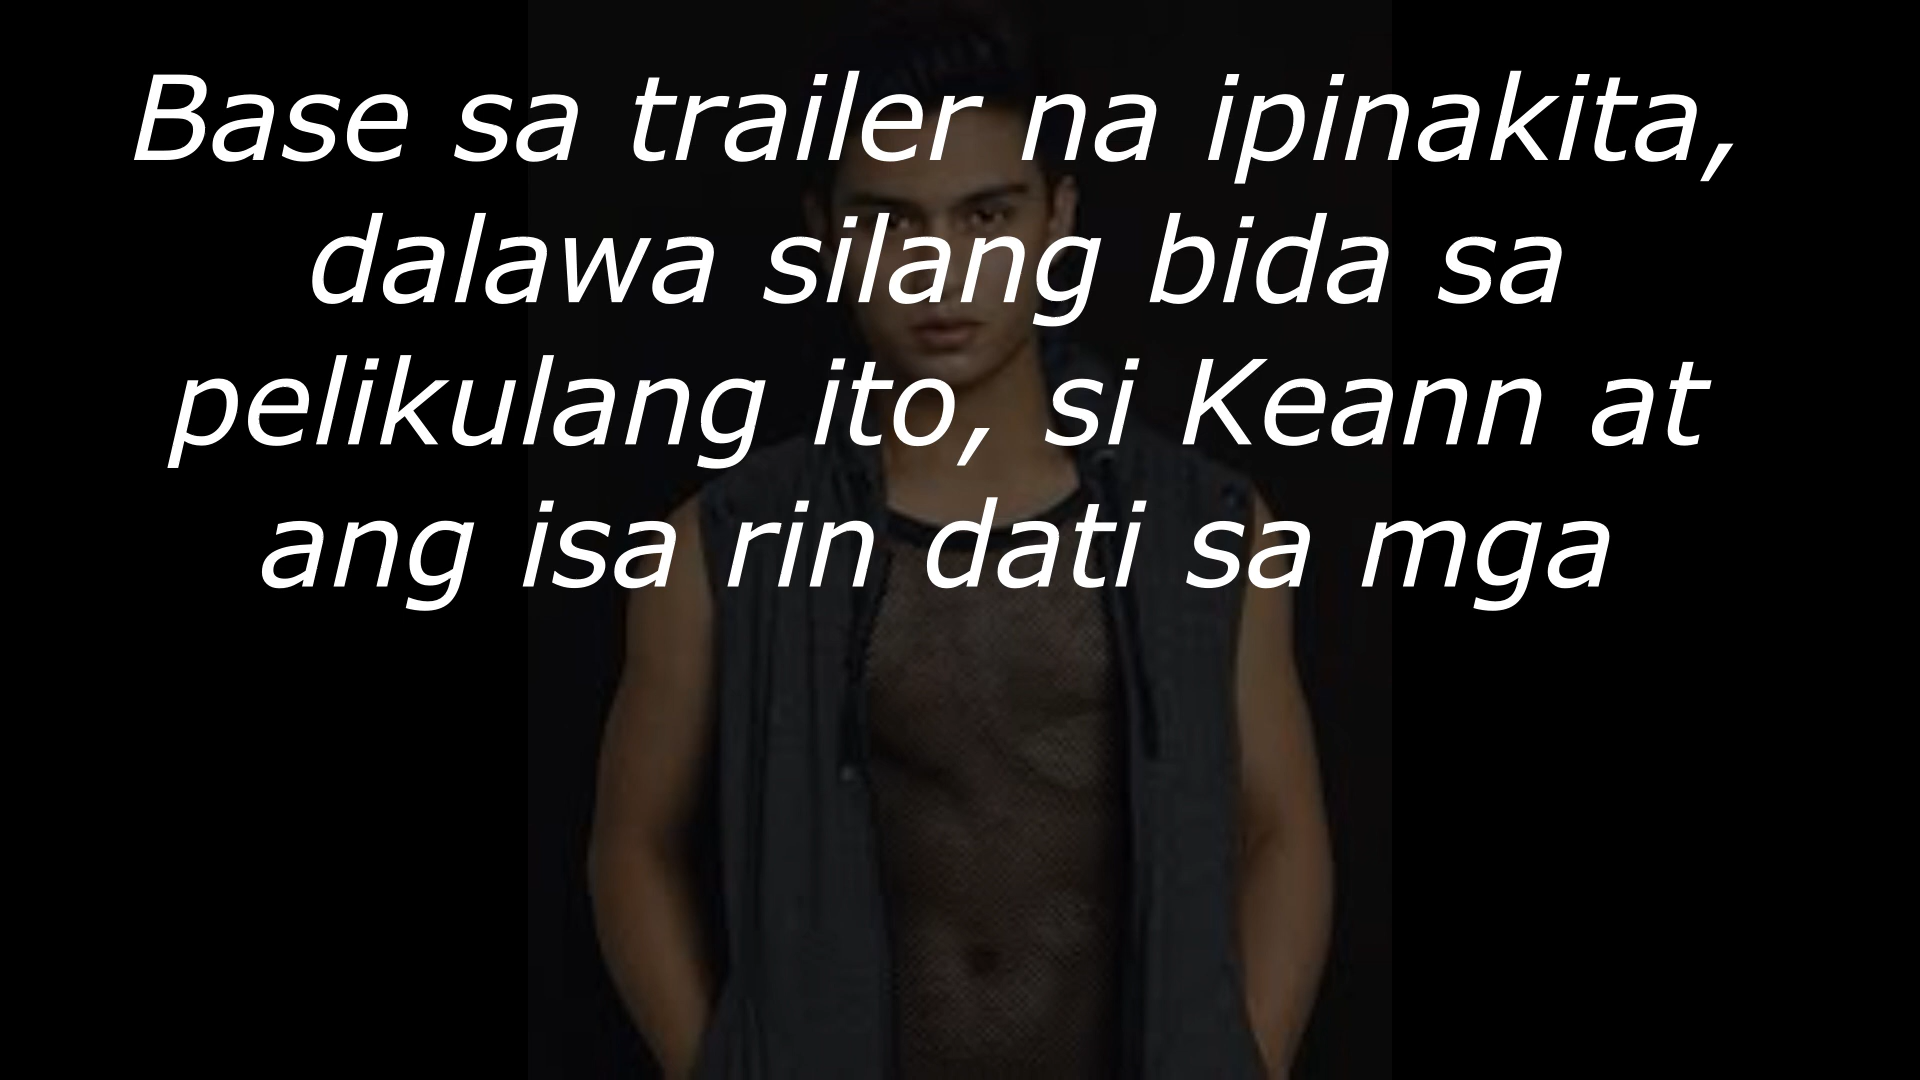 Base sa trailer na ipinakita,
dalawa silang bida sa
pelikulang ito, si Keann at
ang isa rin dati sa mga